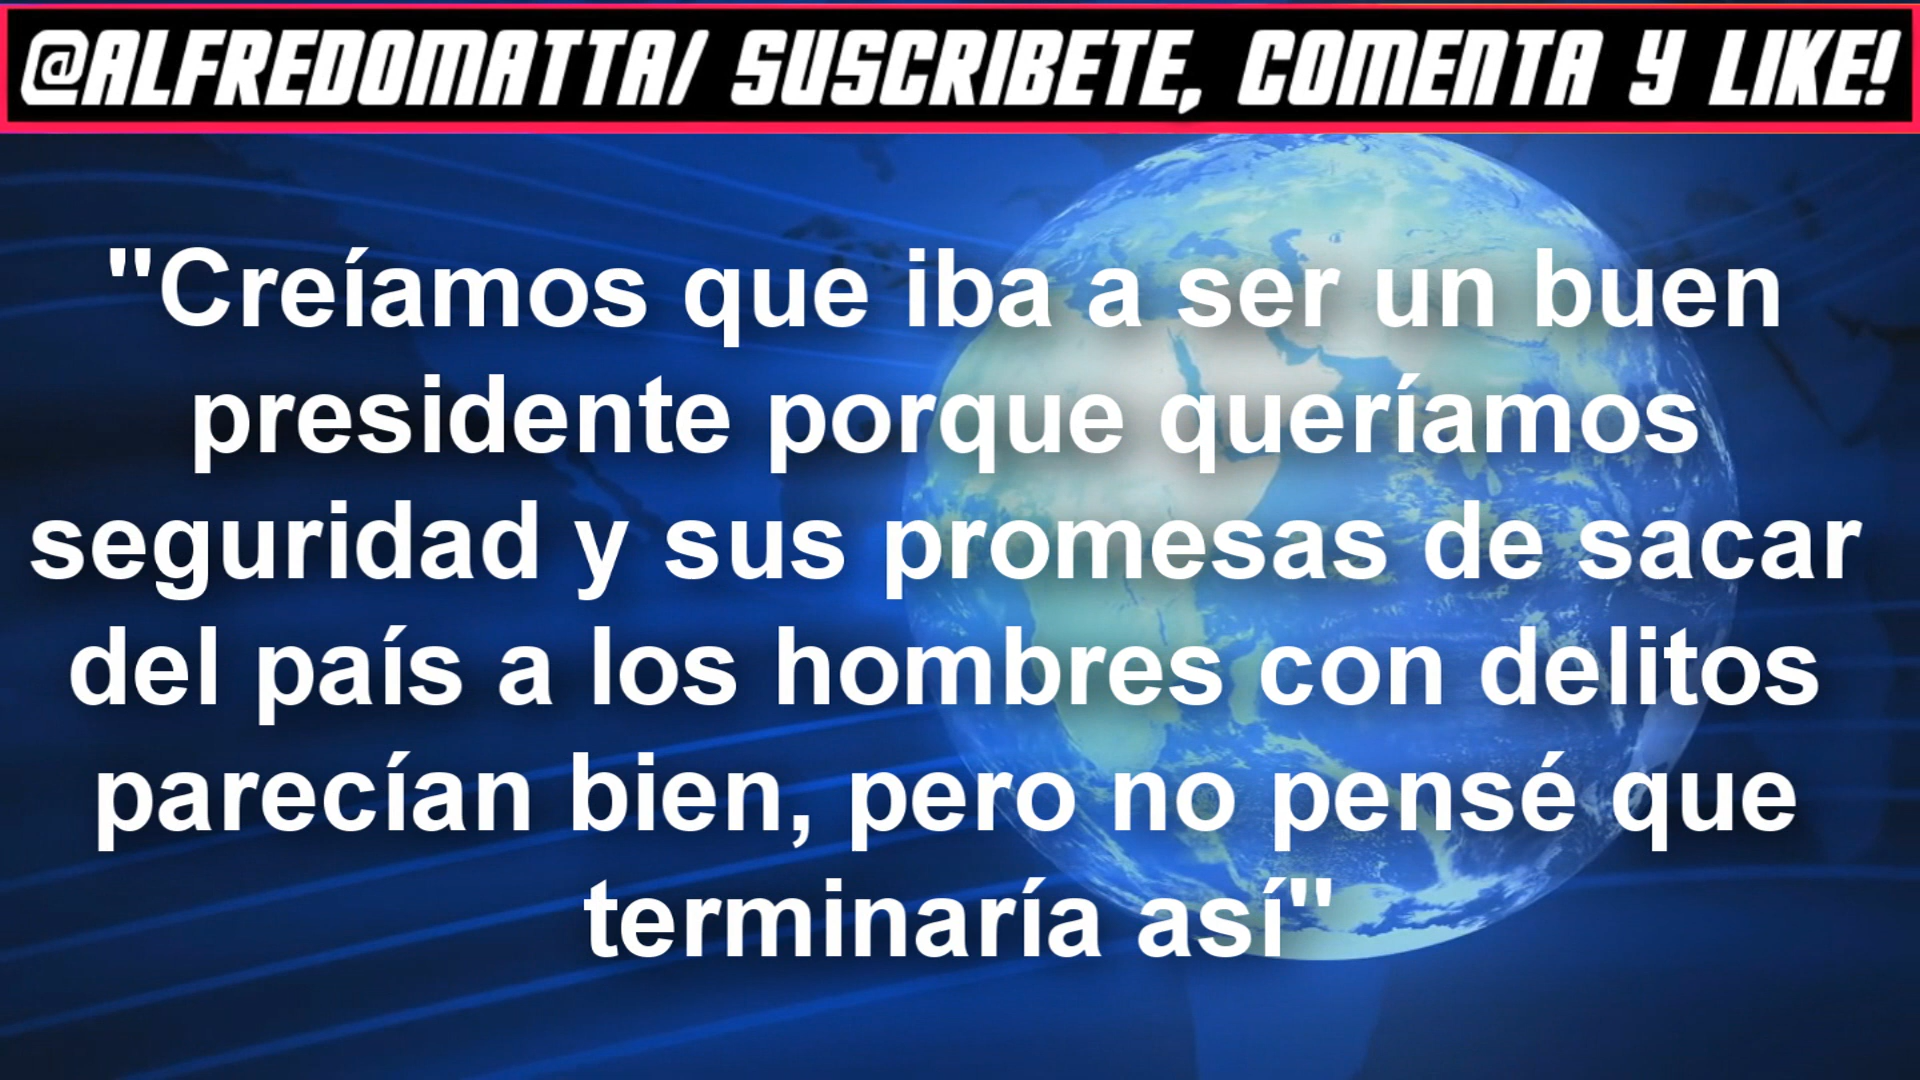 @ALFREDOMATTA/ SUSCRIBETE, COMENTA Y LIKE!
"Creíamos que iba a ser un buen
presidente porque queríamos
seguridad y sus promesas de sacar
del país a los hombres con delitos
parecían bien, pero no pensé que
terminaría así"